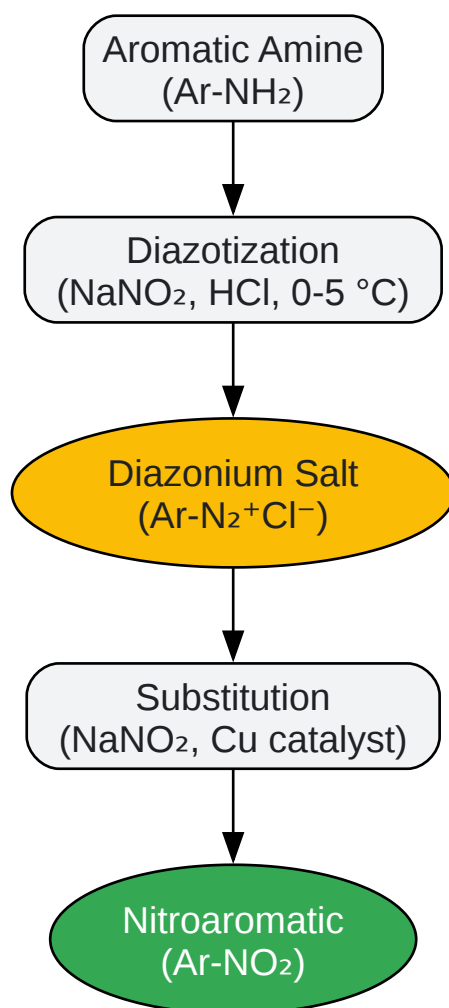 Aromatic Amine
(Ar-NH₂)
Diazotization
(NaNO₂, HCl, 0-5 °C)
Diazonium Salt
(Ar-N₂⁺Cl⁻)
Substitution
(NaNO₂, Cu catalyst)
Nitroaromatic
(Ar-NO₂)